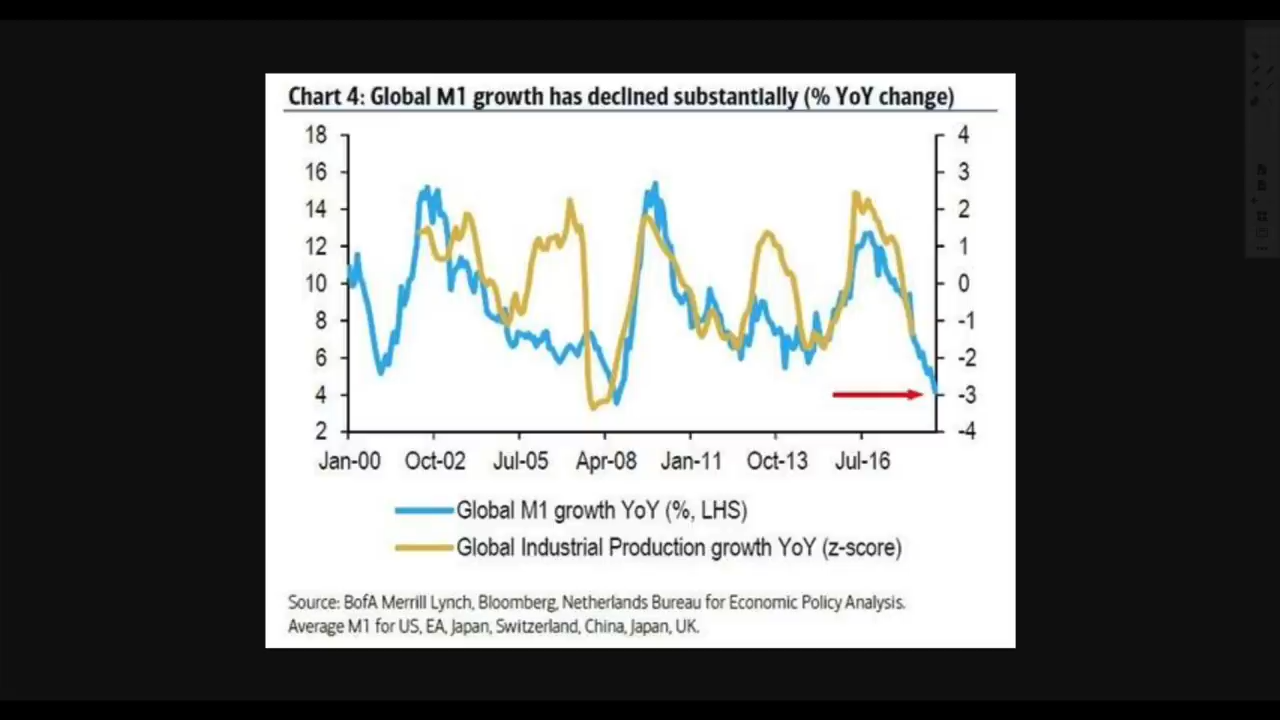 Chart 4: Global M1 growth has declined substantially (% YoY change)
18 4
16 3
14 2
12 1
10 0
8 -1
6 -2
4 -3
2 -4
Jan-00 Oct-02 Jul-05 Apr-08 Jan-11 Oct-13 Jul-16
Global M1 growth YoY (%, LHS)
Global Industrial Production growth YoY (z-score)
Source: BofA Merrill Lynch, Bloomberg, Netherlands Bureau for Economic Policy Analysis.
Average M1 for US, EA, Japan, Switzerland, China, Japan, UK.